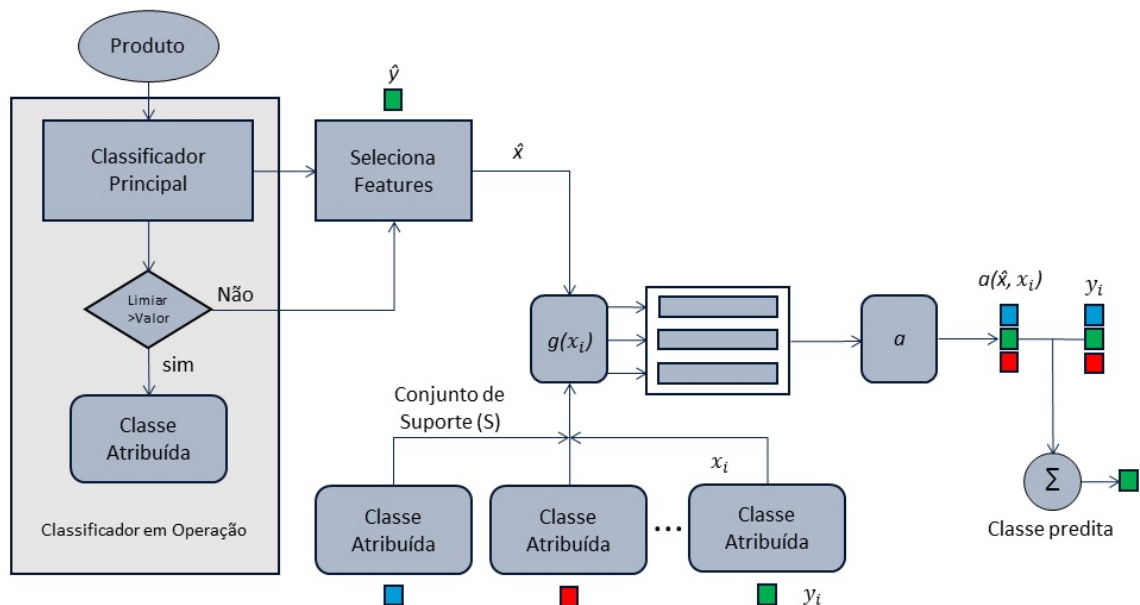 Produto
Classificador
Principal
Limiar
>Valor
Não
sim
Classe
Atribuída
Classificador em Operação
ŷ
Seleciona
Features
x̂
g(xᵢ)
Conjunto de
Suporte (S)
xᵢ
Classe
Atribuída
Classe
Atribuída
...
Classe
Atribuída
yᵢ
a
a(x̂, xᵢ)
yᵢ
Σ
Classe predita